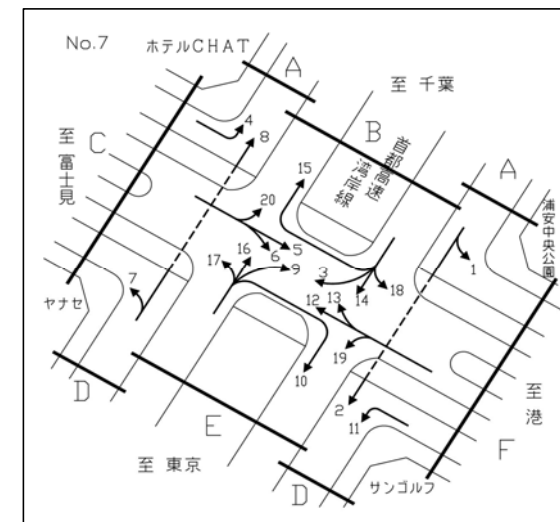 No.7
ホテルCHAT
A
至 千葉
B
首都高速
湾岸線
A
浦安中央公園
至 富士見
C
4
8
15
20
5
6
16
17
9
3
14
18
1
7
12
13
19
10
2
11
ヤナセ
D
E
至 東京
D
サンゴルフ
F
至 港